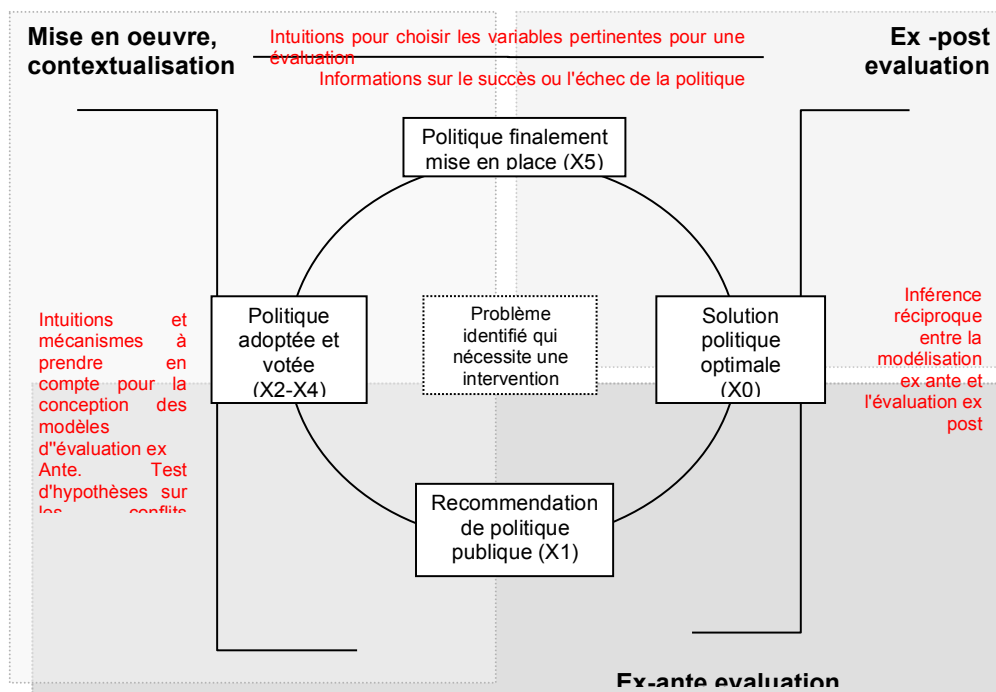 Mise en oeuvre,
contextualisation
Intuitions pour choisir les variables pertinentes pour une
évaluation
Informations sur le succès ou l'échec de la politique
Ex -post
evaluation
Politique finalement
mise en place (X5)
Politique
adoptée et
votée
(X2-X4)
Problème
identifié qui
nécessite une
intervention
Solution
politique
optimale
(X0)
Intuitions et
mécanismes à
prendre en
compte pour la
conception des
modèles
d''évaluation ex
Ante. Test
d'hypothèses sur
les conflits
Inférence
réciproque
entre la
modélisation
ex ante et
l'évaluation ex
post
Recommendation
de politique
publique (X1)
Ex-ante evaluation